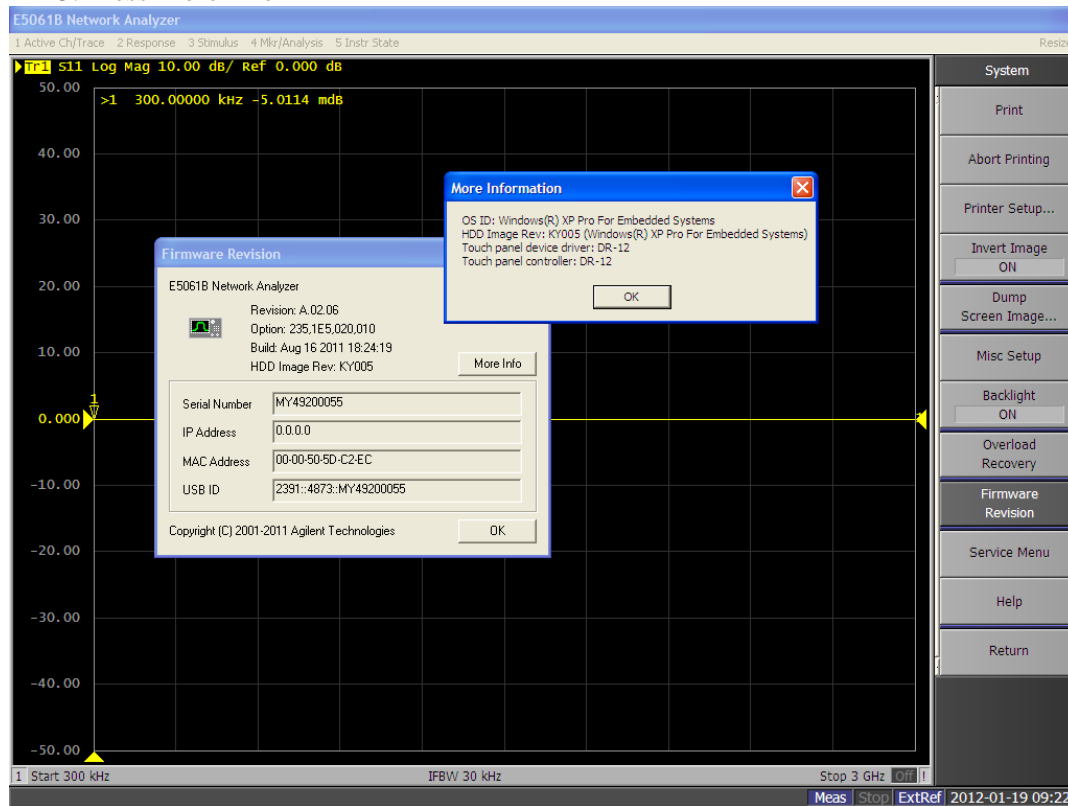 E5061B Network Analyzer
1 Active Ch/Trace 2 Response 3 Stimulus 4 Mkr/Analysis 5 Instr State
Tr1 S11 Log Mag 10.00 dB/ Ref 0.000 dB
50.00
>1 300.00000 kHz -5.0114 mdB
40.00
30.00
20.00
10.00
1
0.000
-10.00
-20.00
-30.00
-40.00
-50.00
More Information
OS ID: Windows(R) XP Pro For Embedded Systems
HDD Image Rev: KY005 (Windows(R) XP Pro For Embedded Systems)
Touch panel device driver: DR-12
Touch panel controller: DR-12
OK
Firmware Revision
E5061B Network Analyzer
Revision: A.02.06
Option: 235,1E5,020,010
Build: Aug 16 2011 18:24:19
HDD Image Rev: KY005
More Info
Serial Number MY49200055
IP Address 0.0.0.0
MAC Address 00-00-50-5D-C2-EC
USB ID 2391::4873::MY49200055
Copyright (C) 2001-2011 Agilent Technologies
OK
System
Print
Abort Printing
Printer Setup...
Invert Image
ON
Dump
Screen Image...
Misc Setup
Backlight
ON
Overload
Recovery
Firmware
Revision
Service Menu
Help
Return
1 Start 300 kHz IFBW 30 kHz Stop 3 GHz Off !
Meas Stop ExtRef 2012-01-19 09:22